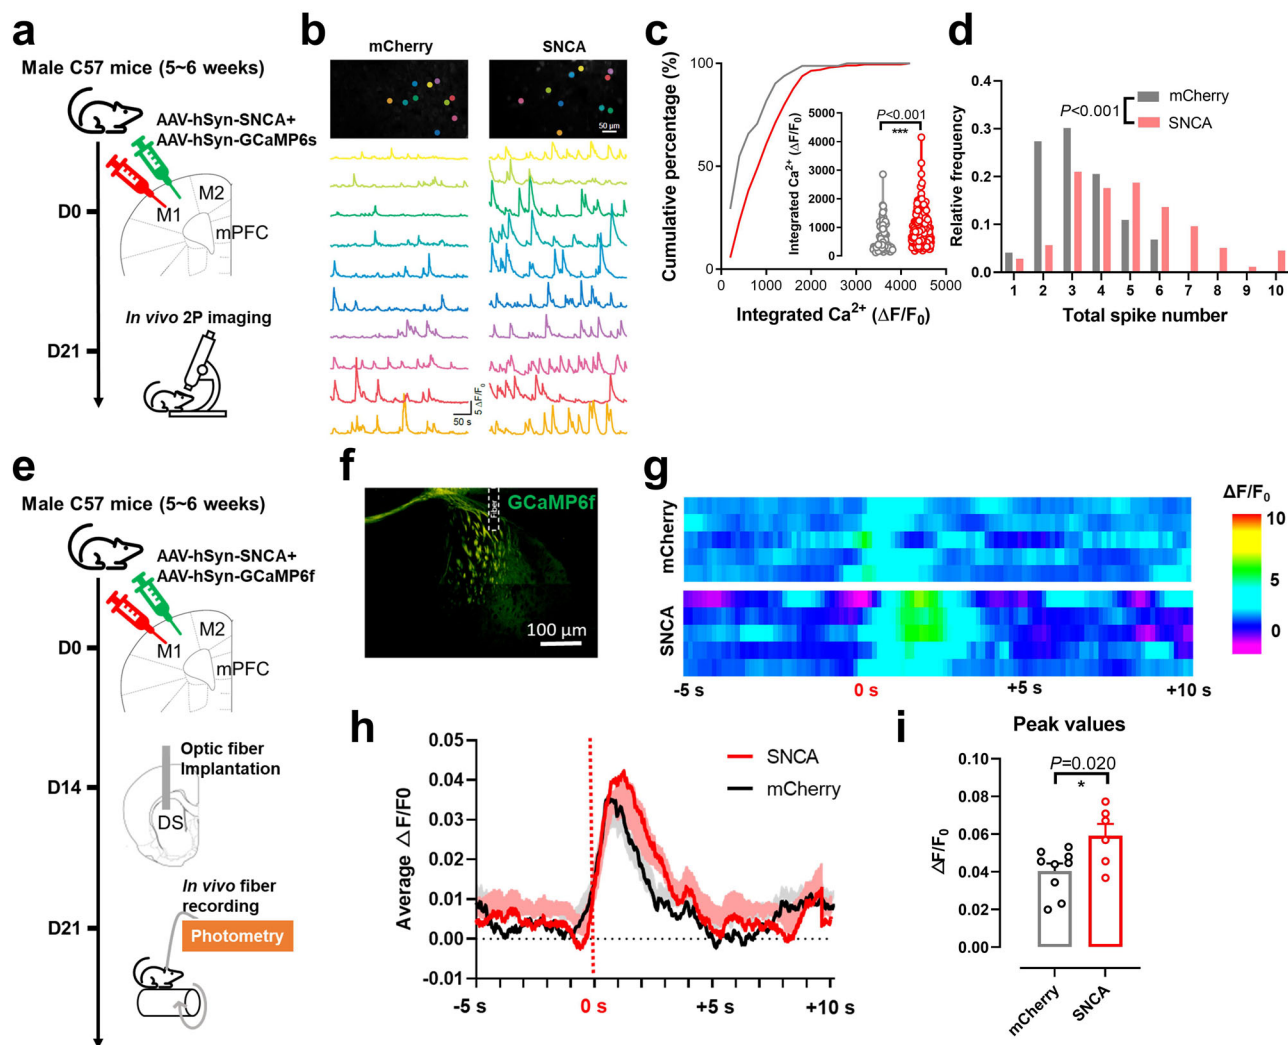 a
Male C57 mice (5~6 weeks)
AAV-hSyn-SNCA+
AAV-hSyn-GCaMP6s
M2
M1
D0
mPFC
In vivo 2P imaging
D21
b
mCherry
SNCA
50 µm
5 ΔF/F₀
50 s
c
Cumulative percentage (%)
100
50
0
0 1000 2000 3000 4000 5000
Integrated Ca²⁺ (ΔF/F₀)
Integrated Ca²⁺ (ΔF/F₀)
5000
4000
3000
2000
1000
0
P<0.001
***
d
Relative frequency
0.4
0.3
0.2
0.1
0.0
P<0.001
mCherry
SNCA
1 2 3 4 5 6 7 8 9 10
Total spike number
e
Male C57 mice (5~6 weeks)
AAV-hSyn-SNCA+
AAV-hSyn-GCaMP6f
M2
M1
D0
mPFC
Optic fiber
Implantation
D14
DS
In vivo fiber
recording
D21
Photometry
f
GCaMP6f
Fiber
100 µm
g
mCherry
SNCA
-5 s 0 s +5 s +10 s
ΔF/F₀
10
5
0
h
Average Δ F/F0
0.05
0.04
0.03
0.02
0.01
0.00
-0.01
SNCA
mCherry
-5 s 0 s +5 s +10 s
i
Peak values
P=0.020
*
ΔF/F₀
0.10
0.08
0.06
0.04
0.02
0.00
mCherry
SNCA